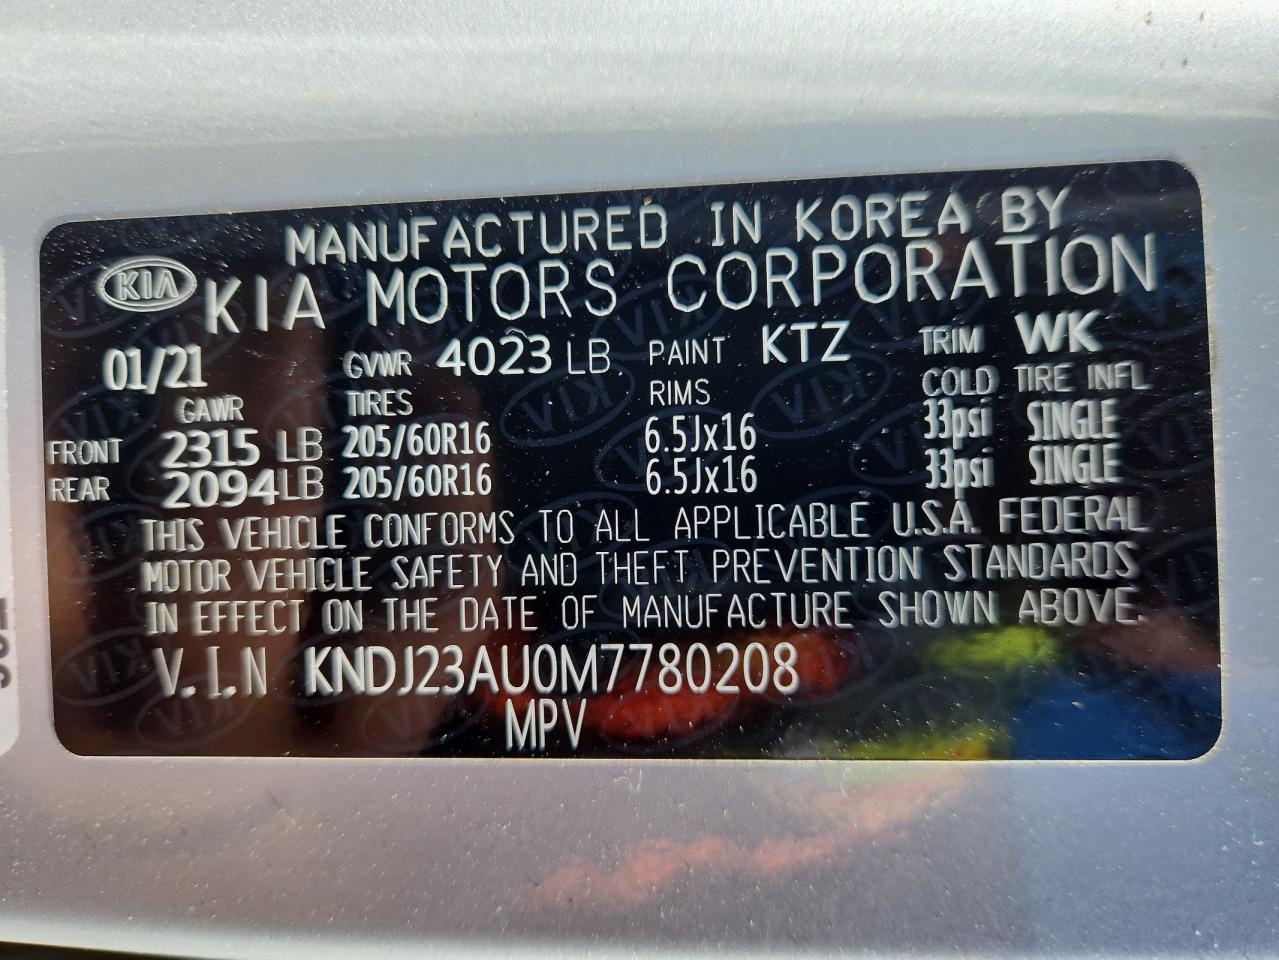 MANUFACTURED IN KOREA BY
KIA KIA MOTORS CORPORATION
01/21 GVWR 4023 LB PAINT KTZ TRIM WK
GAWR TIRES RIMS COLD TIRE INFL
FRONT 2315 LB 205/60R16 6.5Jx16 33psi SINGLE
REAR 2094LB 205/60R16 6.5Jx16 33psi SINGLE
THIS VEHICLE CONFORMS TO ALL APPLICABLE U.S.A. FEDERAL
MOTOR VEHICLE SAFETY AND THEFT PREVENTION STANDARDS
IN EFFECT ON THE DATE OF MANUFACTURE SHOWN ABOVE.
V.I.N KNDJ23AU0M7780208
MPV